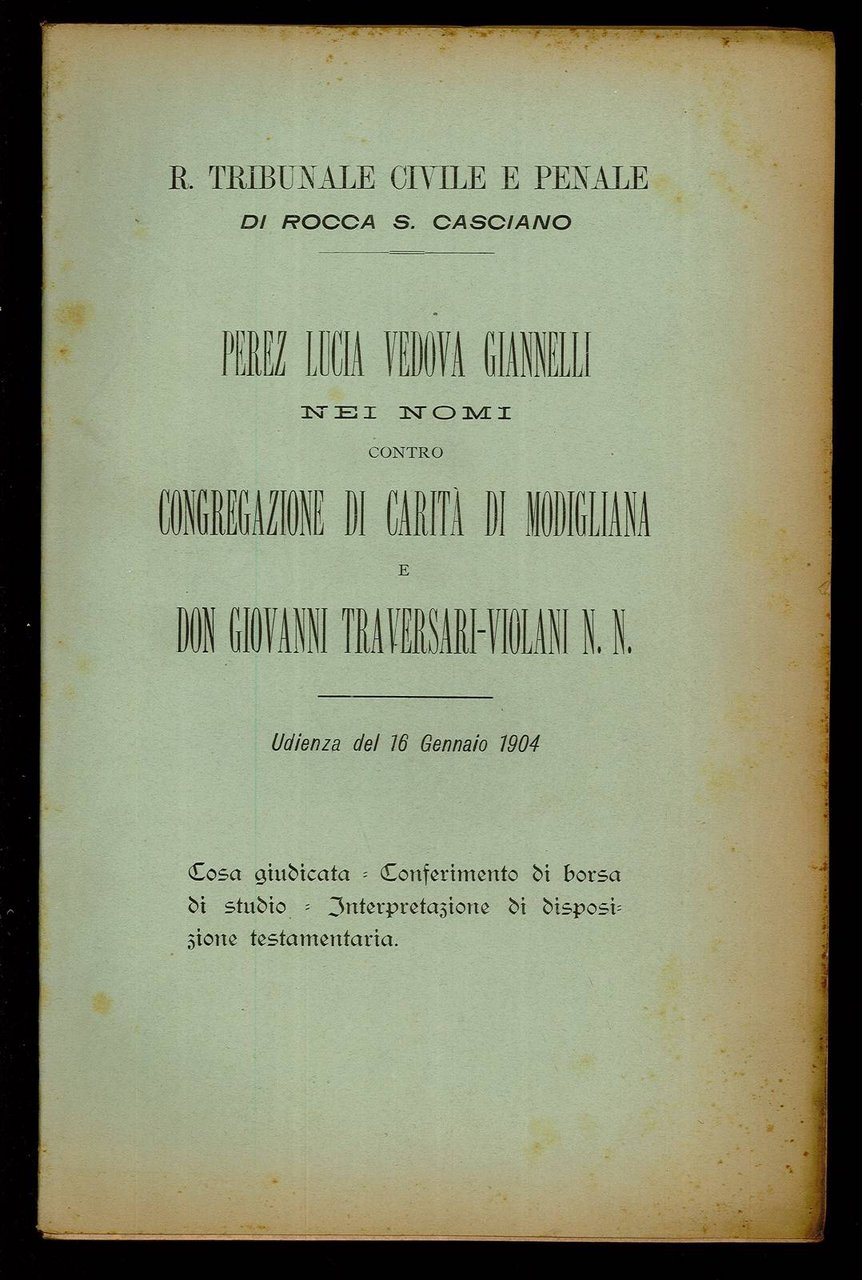 R. TRIBUNALE CIVILE E PENALE
DI ROCCA S. CASCIANO
PEREZ LUCIA VEDOVA GIANNELLI
NEI NOMI
CONTRO
CONGREGAZIONE DI CARITÀ DI MODIGLIANA
E
DON GIOVANNI TRAVERSARI-VIOLANI N. N.
Udienza del 16 Gennaio 1904
Cosa giudicata - Conferimento di borsa
di studio - Interpretazione di disposi-
zione testamentaria.